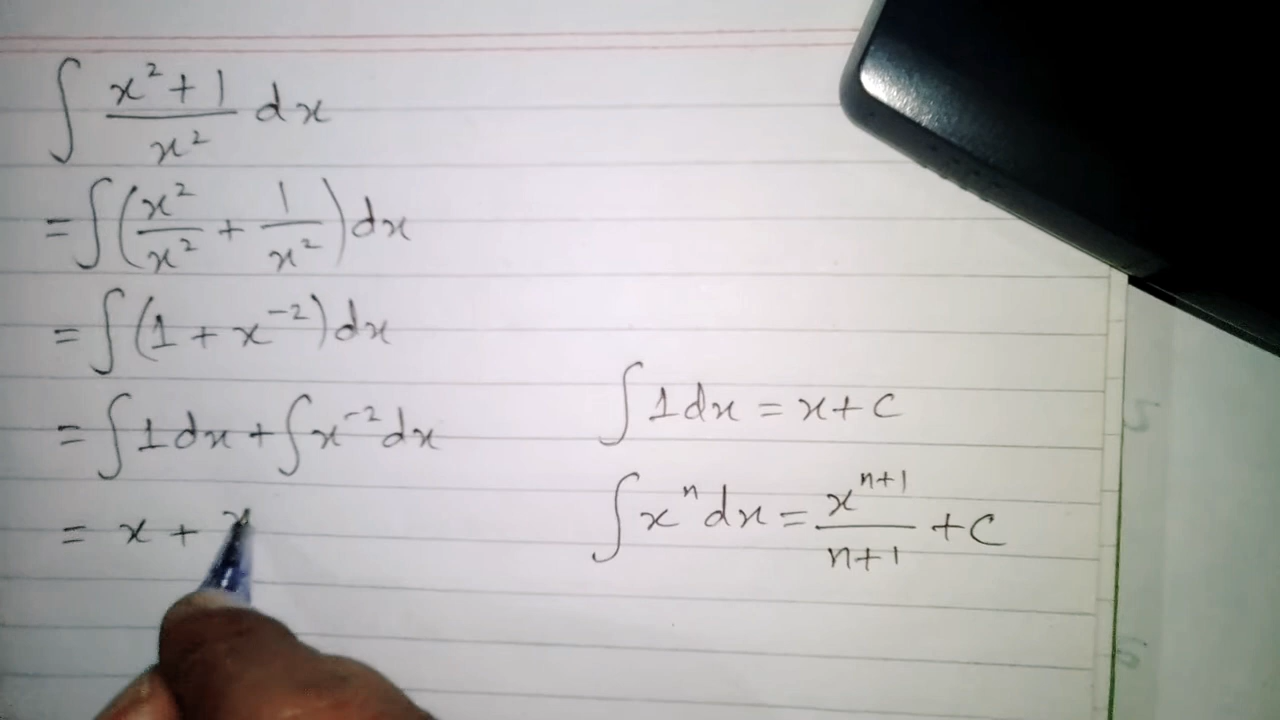 ∫ (x² + 1)/x² dx
= ∫ (x²/x² + 1/x²) dx
= ∫ (1 + x⁻²) dx
= ∫ 1 dx + ∫ x⁻² dx
= x + x
∫ 1 dx = x + c
∫ xⁿ dx = xⁿ⁺¹/(n+1) + c